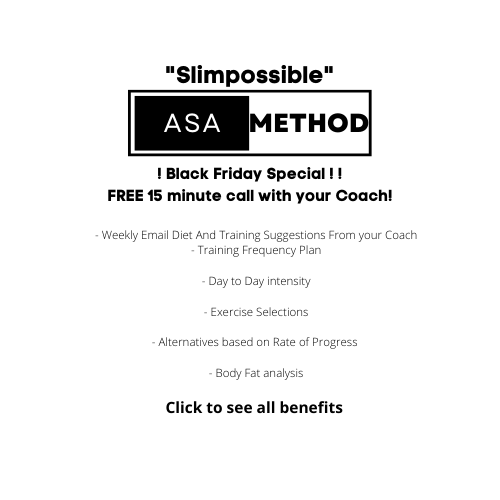 "Slimpossible"
ASA METHOD
! Black Friday Special ! !
FREE 15 minute call with your Coach!
- Weekly Email Diet And Training Suggestions From your Coach
- Training Frequency Plan
- Day to Day intensity
- Exercise Selections
- Alternatives based on Rate of Progress
- Body Fat analysis
Click to see all benefits